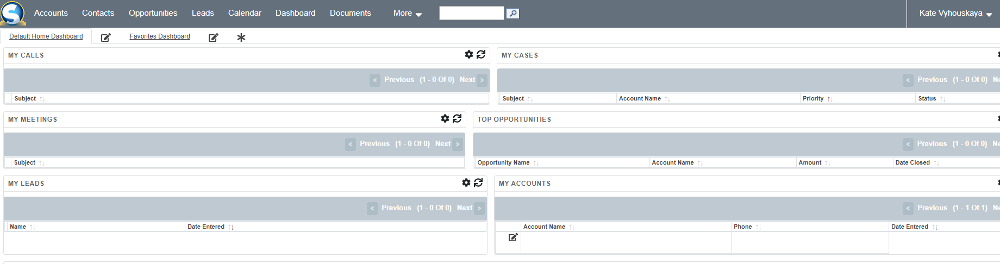 Accounts Contacts Opportunities Leads Calendar Dashboard Documents More Kate Vyhouskaya
Default Home Dashboard Favorites Dashboard
MY CALLS
< Previous (1 - 0 Of 0) Next >
Subject
MY CASES
< Previous (1 - 0 Of 0) Ne
Subject Account Name Priority Status
MY MEETINGS
< Previous (1 - 0 Of 0) Next >
Subject
TOP OPPORTUNITIES
< Previous (1 - 0 Of 0) Ne
Opportunity Name Account Name Amount Date Closed
MY LEADS
< Previous (1 - 0 Of 0) Next >
Name Date Entered
MY ACCOUNTS
< Previous (1 - 1 Of 1) Ne
Account Name Phone Date Entered